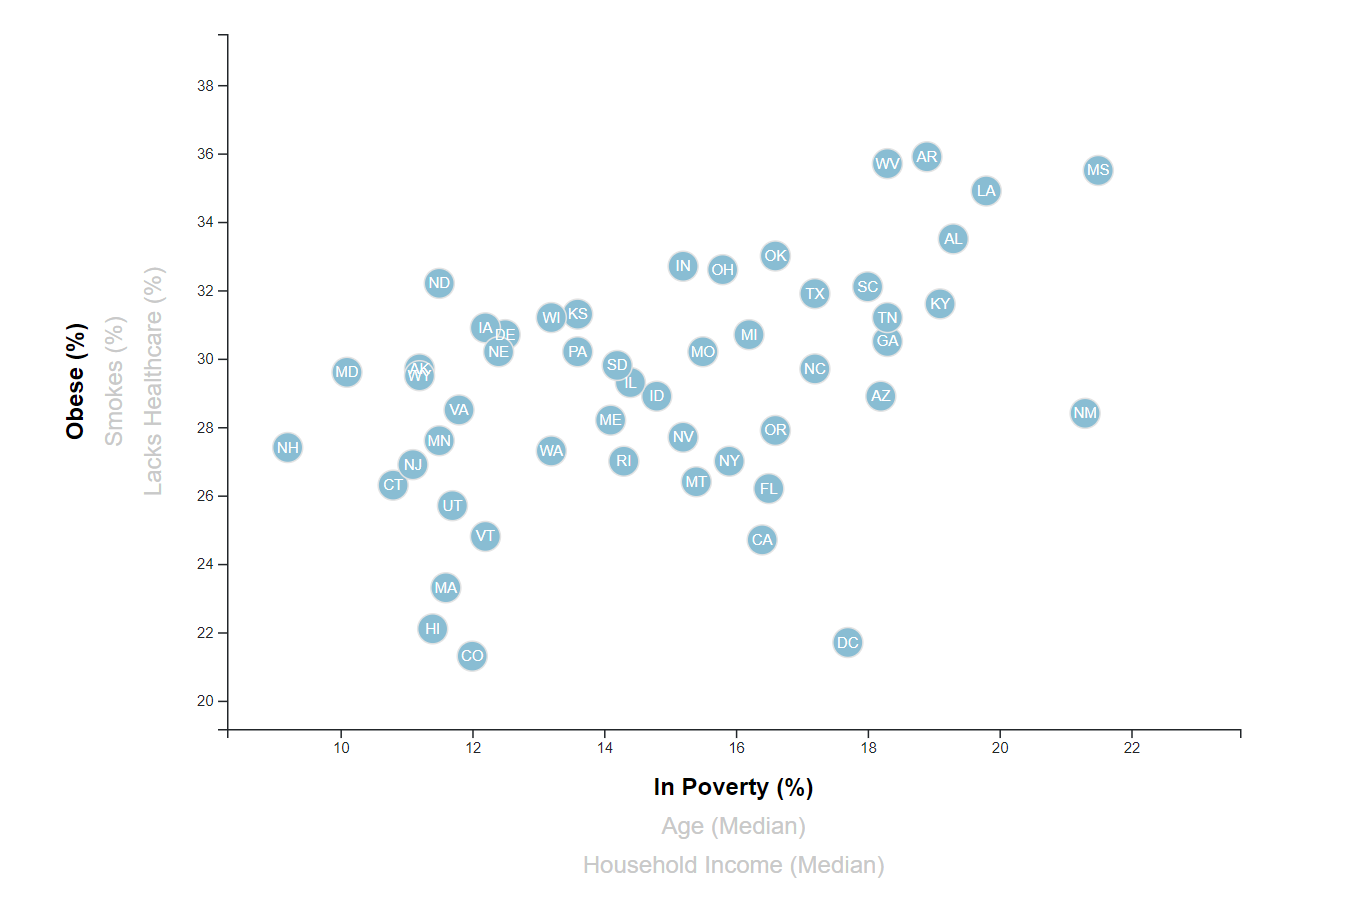 38
36
34
32
30
28
26
24
22
20
Obese (%)
Smokes (%)
Lacks Healthcare (%)
WV
AR
MS
LA
AL
OK
IN
OH
ND
SC
TX
KY
KS
WI
TN
IA
DE
MI
GA
NE
PA
MO
SD
NC
AK
WY
MD
IL
ID
AZ
VA
NM
ME
OR
NV
MN
NH
WA
NJ
RI
NY
CT
MT
FL
UT
VT
CA
MA
HI
DC
CO
10
12
14
16
18
20
22
In Poverty (%)
Age (Median)
Household Income (Median)